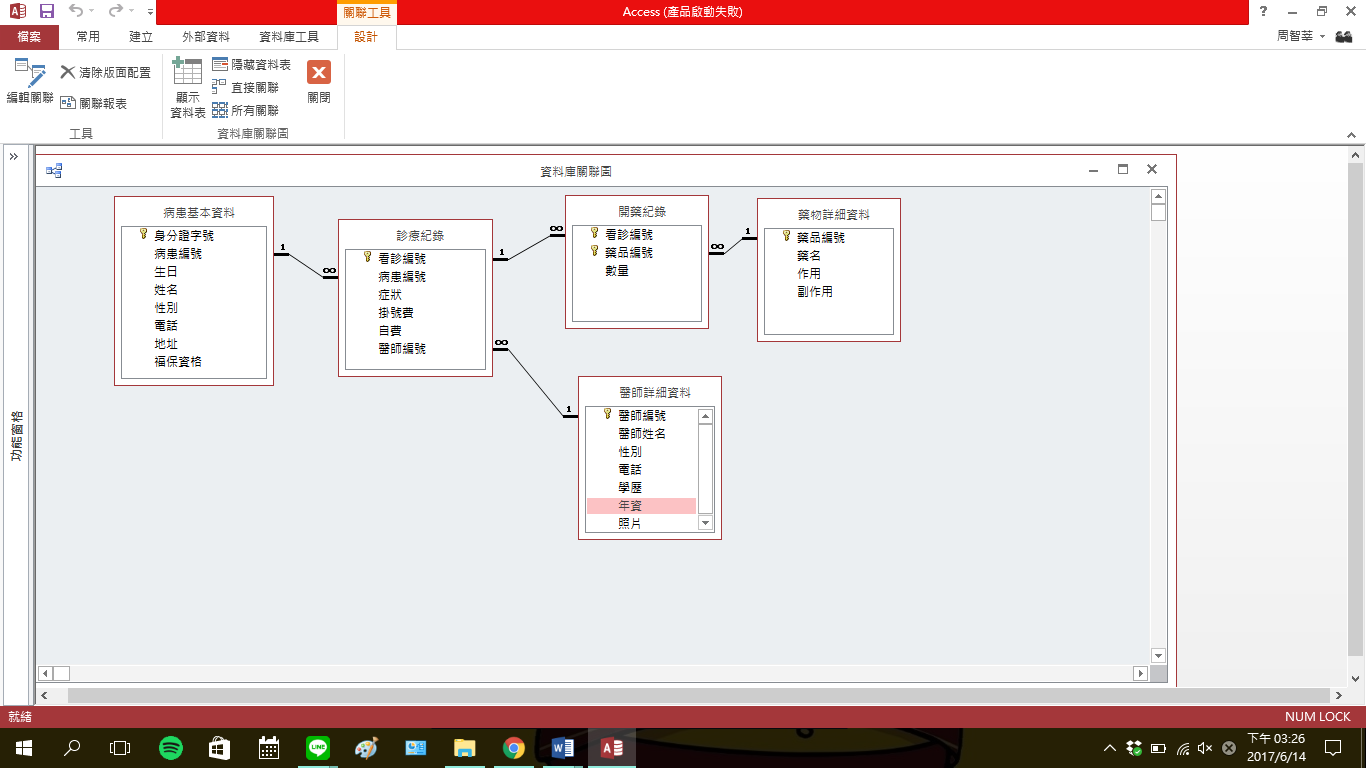 關聯工具
Access (產品啟動失敗)
?
檔案 常用 建立 外部資料 資料庫工具 設計
周智莘
編輯關聯
清除版面配置
關聯報表
工具
顯示
資料表
隱藏資料表
直接關聯
所有關聯
資料庫關聯圖
關閉
»
功能窗格
資料庫關聯圖
病患基本資料
身分證字號
病患編號
生日
姓名
性別
電話
地址
福保資格
1
∞
診療紀錄
看診編號
病患編號
症狀
掛號費
自費
醫師編號
1
∞
開藥紀錄
看診編號
藥品編號
數量
∞
1
藥物詳細資料
藥品編號
藥名
作用
副作用
∞
1
醫師詳細資料
醫師編號
醫師姓名
性別
電話
學歷
年資
照片
就緒
NUM LOCK
LINE
下午 03:26
2017/6/14